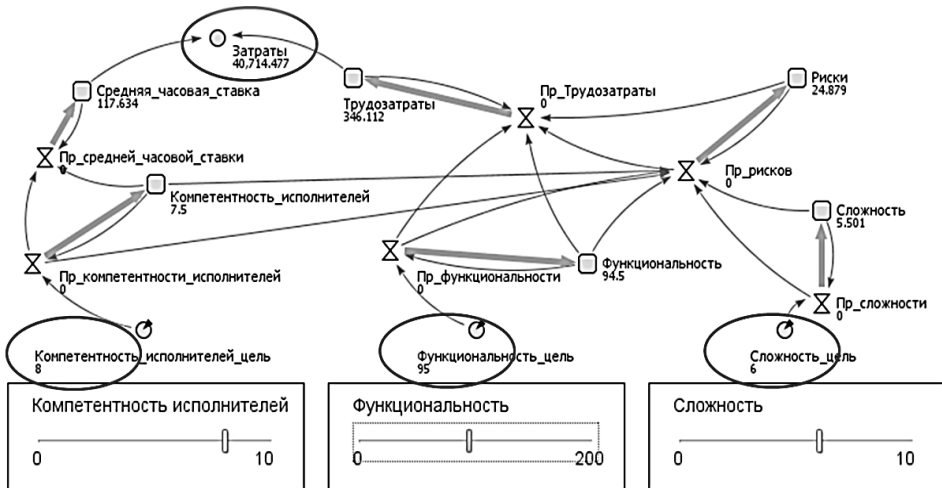 Затраты
40,714.477
Средняя_часовая_ставка
117.634
Трудозатраты
346.112
Пр_Трудозатраты
0
Риски
24.879
Пр_средней_часовой_ставки
0
Компетентность_исполнителей
7.5
Пр_рисков
0
Сложность
5.501
Пр_компетентности_исполнителей
0
Пр_функциональности
0
Функциональность
94.5
Пр_сложности
0
Компетентность_исполнителей_цель
8
Функциональность_цель
95
Сложность_цель
6
Компетентность исполнителей
0 10
Функциональность
0 200
Сложность
0 10